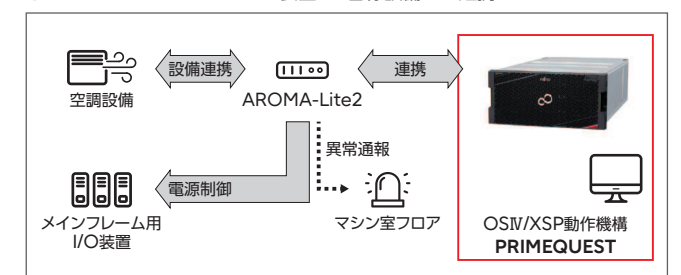 設備連携
連携
空調設備
AROMA-Lite2
異常通報
電源制御
メインフレーム用
I/O装置
マシン室フロア
OSⅣ/XSP動作機構
PRIMEQUEST